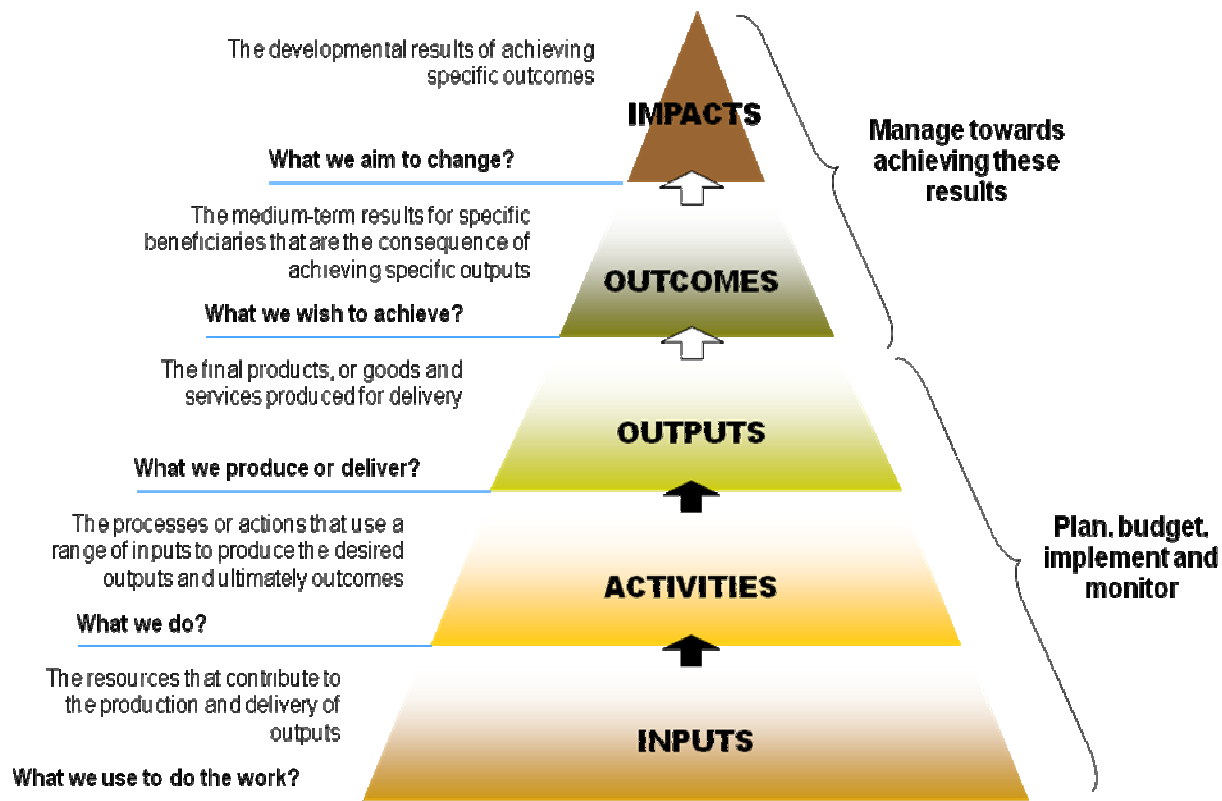 The developmental results of achieving
specific outcomes
IMPACTS
What we aim to change?
Manage towards
achieving these
results
The medium-term results for specific
beneficiaries that are the consequence of
achieving specific outputs
OUTCOMES
What we wish to achieve?
The final products, or goods and
services produced for delivery
OUTPUTS
What we produce or deliver?
The processes or actions that use a
range of inputs to produce the desired
outputs and ultimately outcomes
ACTIVITIES
Plan, budget,
implement and
monitor
What we do?
The resources that contribute to
the production and delivery of
outputs
INPUTS
What we use to do the work?